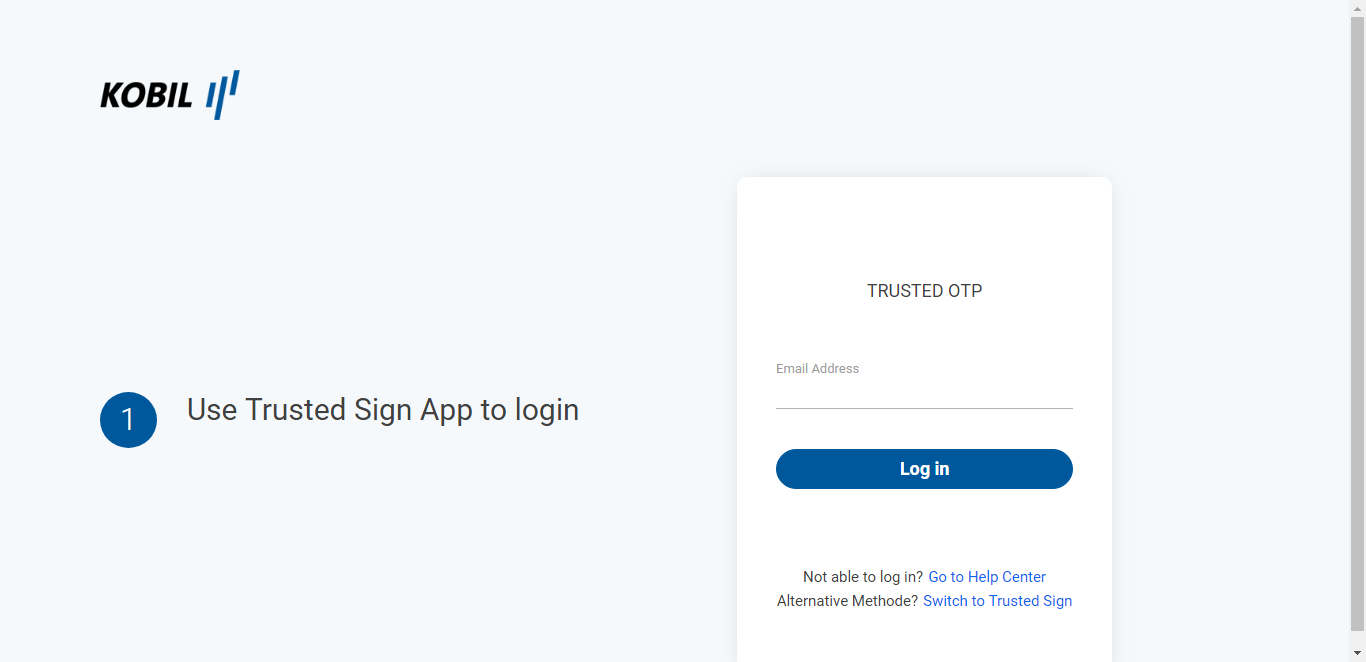 KOBIL
TRUSTED OTP
Email Address
1
Use Trusted Sign App to login
Log in
Not able to log in? Go to Help Center
Alternative Methode? Switch to Trusted Sign